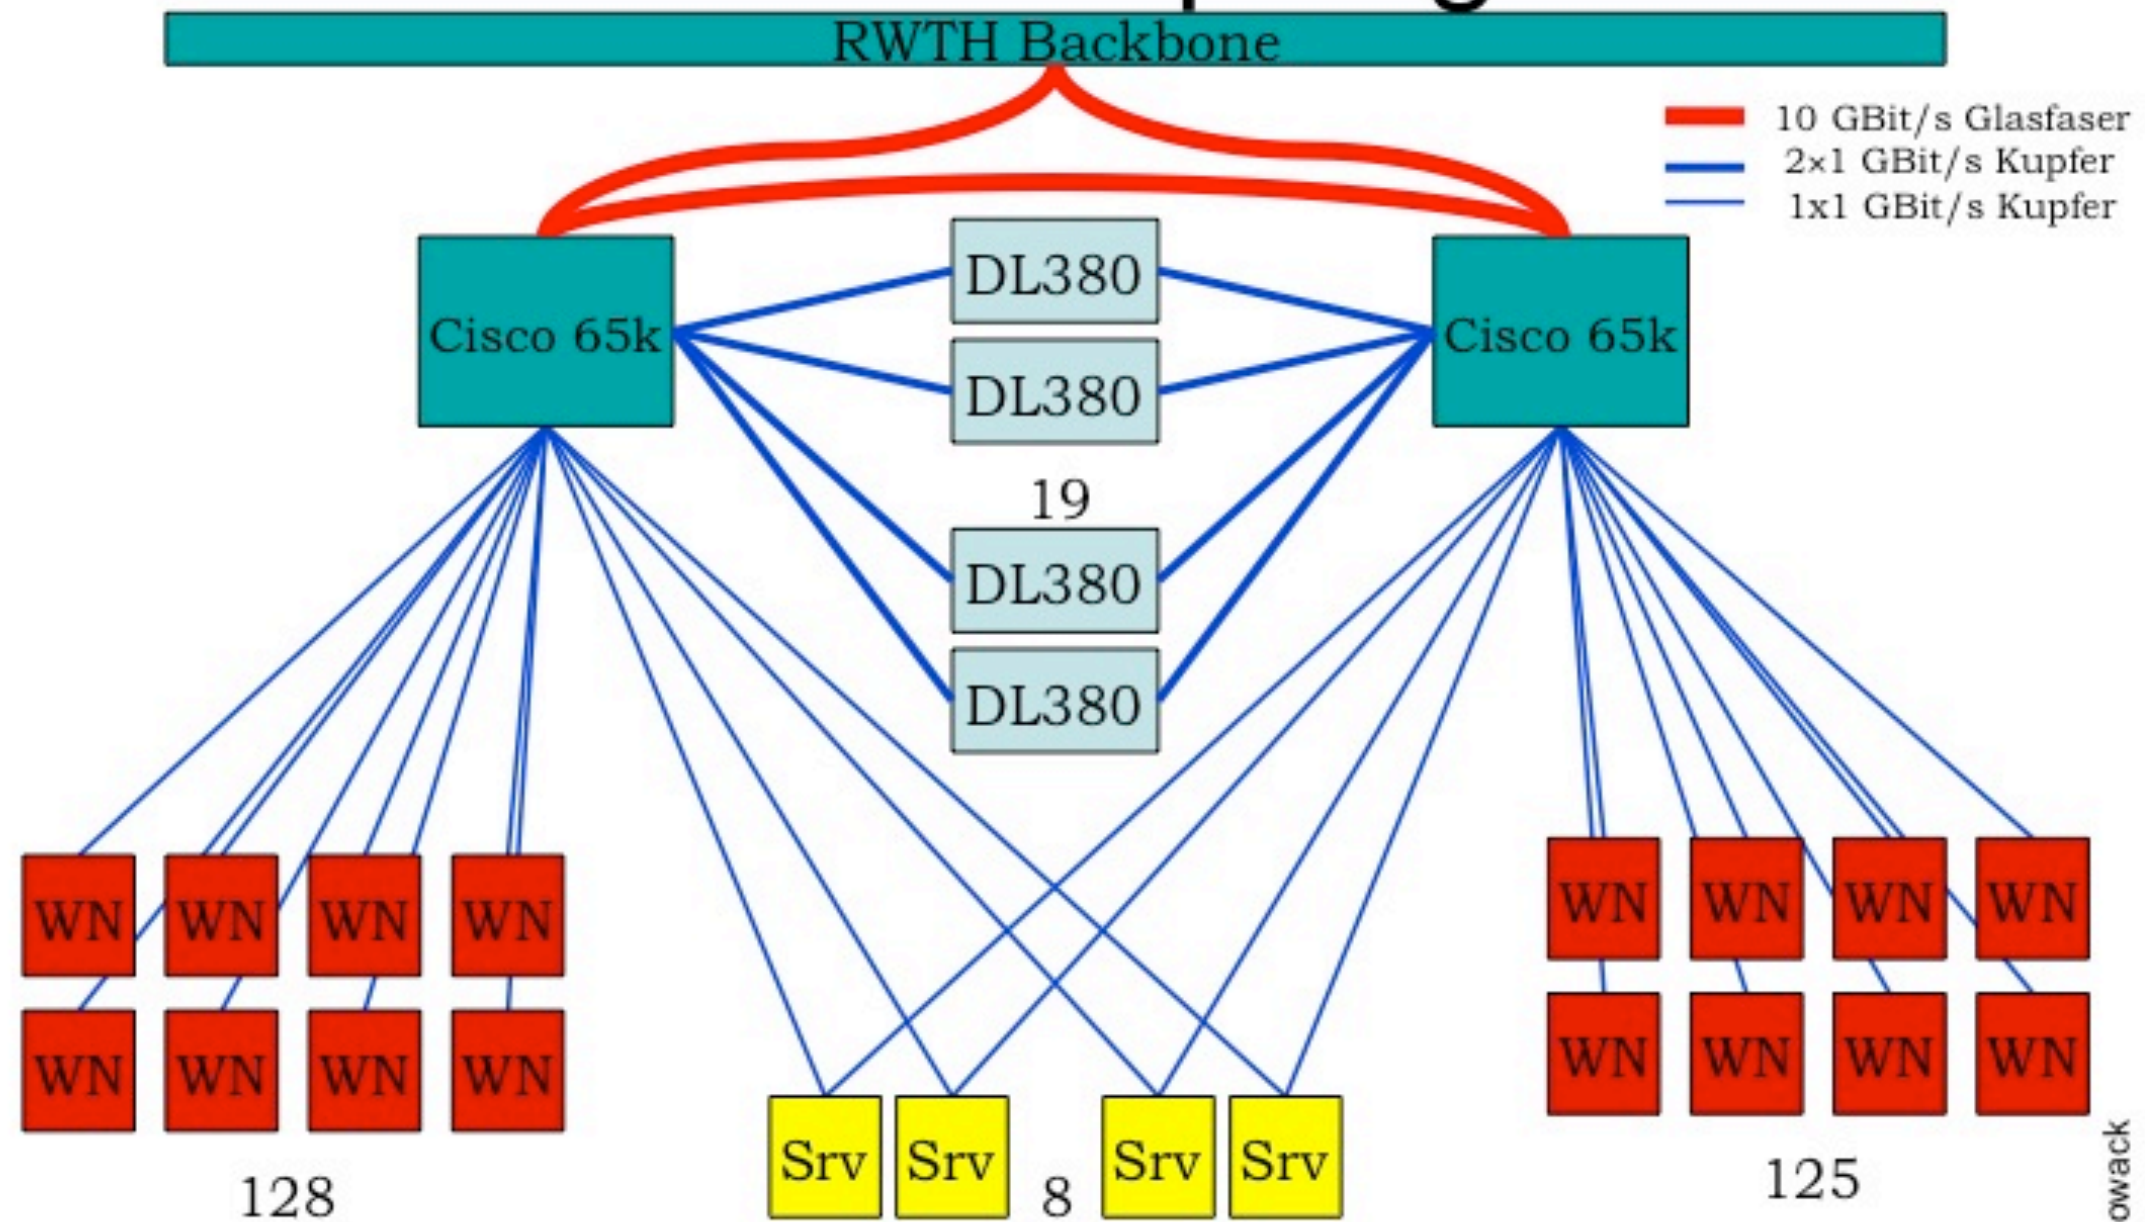 RWTH Backbone
10 GBit/s Glasfaser
2×1 GBit/s Kupfer
1x1 GBit/s Kupfer
DL380
Cisco 65k
Cisco 65k
DL380
19
DL380
DL380
WN WN WN WN
WN WN WN WN
WN WN WN WN
WN WN WN WN
Srv Srv Srv Srv
128
8
125
owack